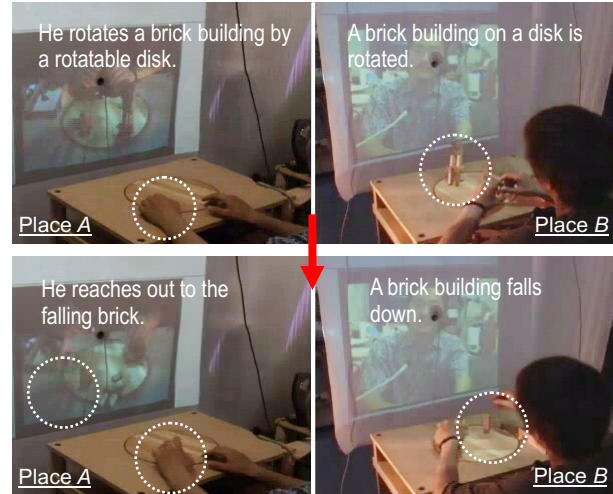 He rotates a brick building by
a rotatable disk.
A brick building on a disk is
rotated.
Place A
Place B
He reaches out to the
falling brick.
A brick building falls
down.
Place A
Place B